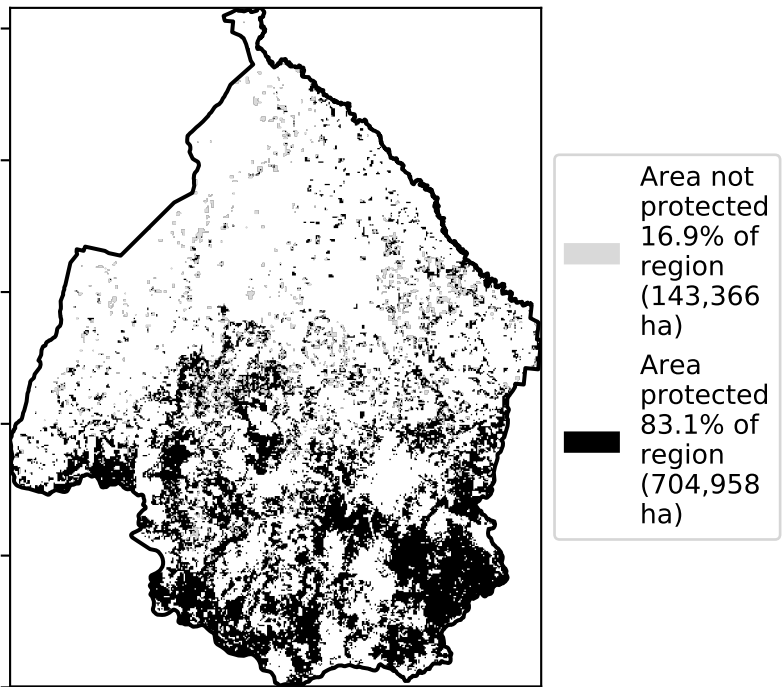 Area not
protected
16.9% of
region
(143,366
ha)
Area
protected
83.1% of
region
(704,958
ha)